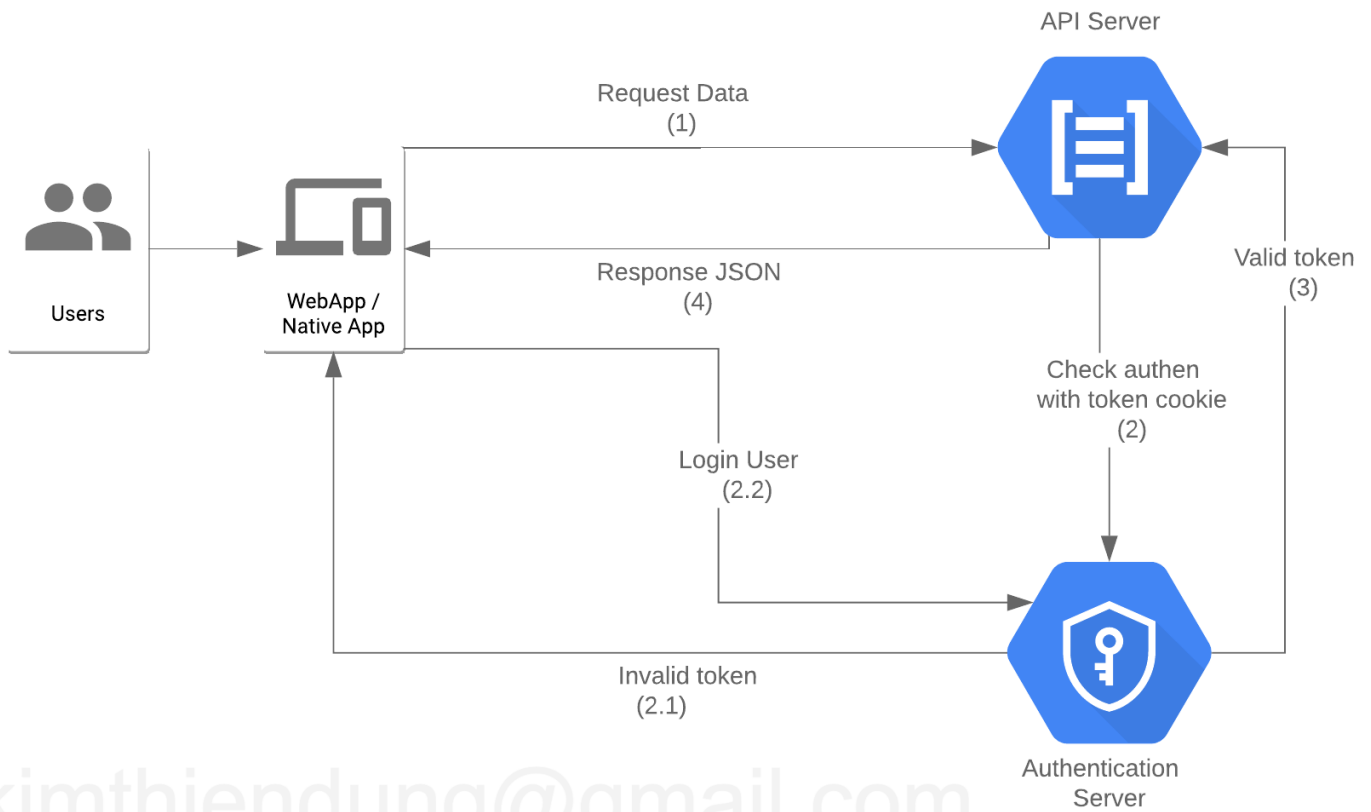 API Server
Request Data
(1)
Users
WebApp /
Native App
Response JSON
(4)
Valid token
(3)
Check authen
with token cookie
(2)
Login User
(2.2)
Invalid token
(2.1)
Authentication
Server
kimthiendung@gmail.com